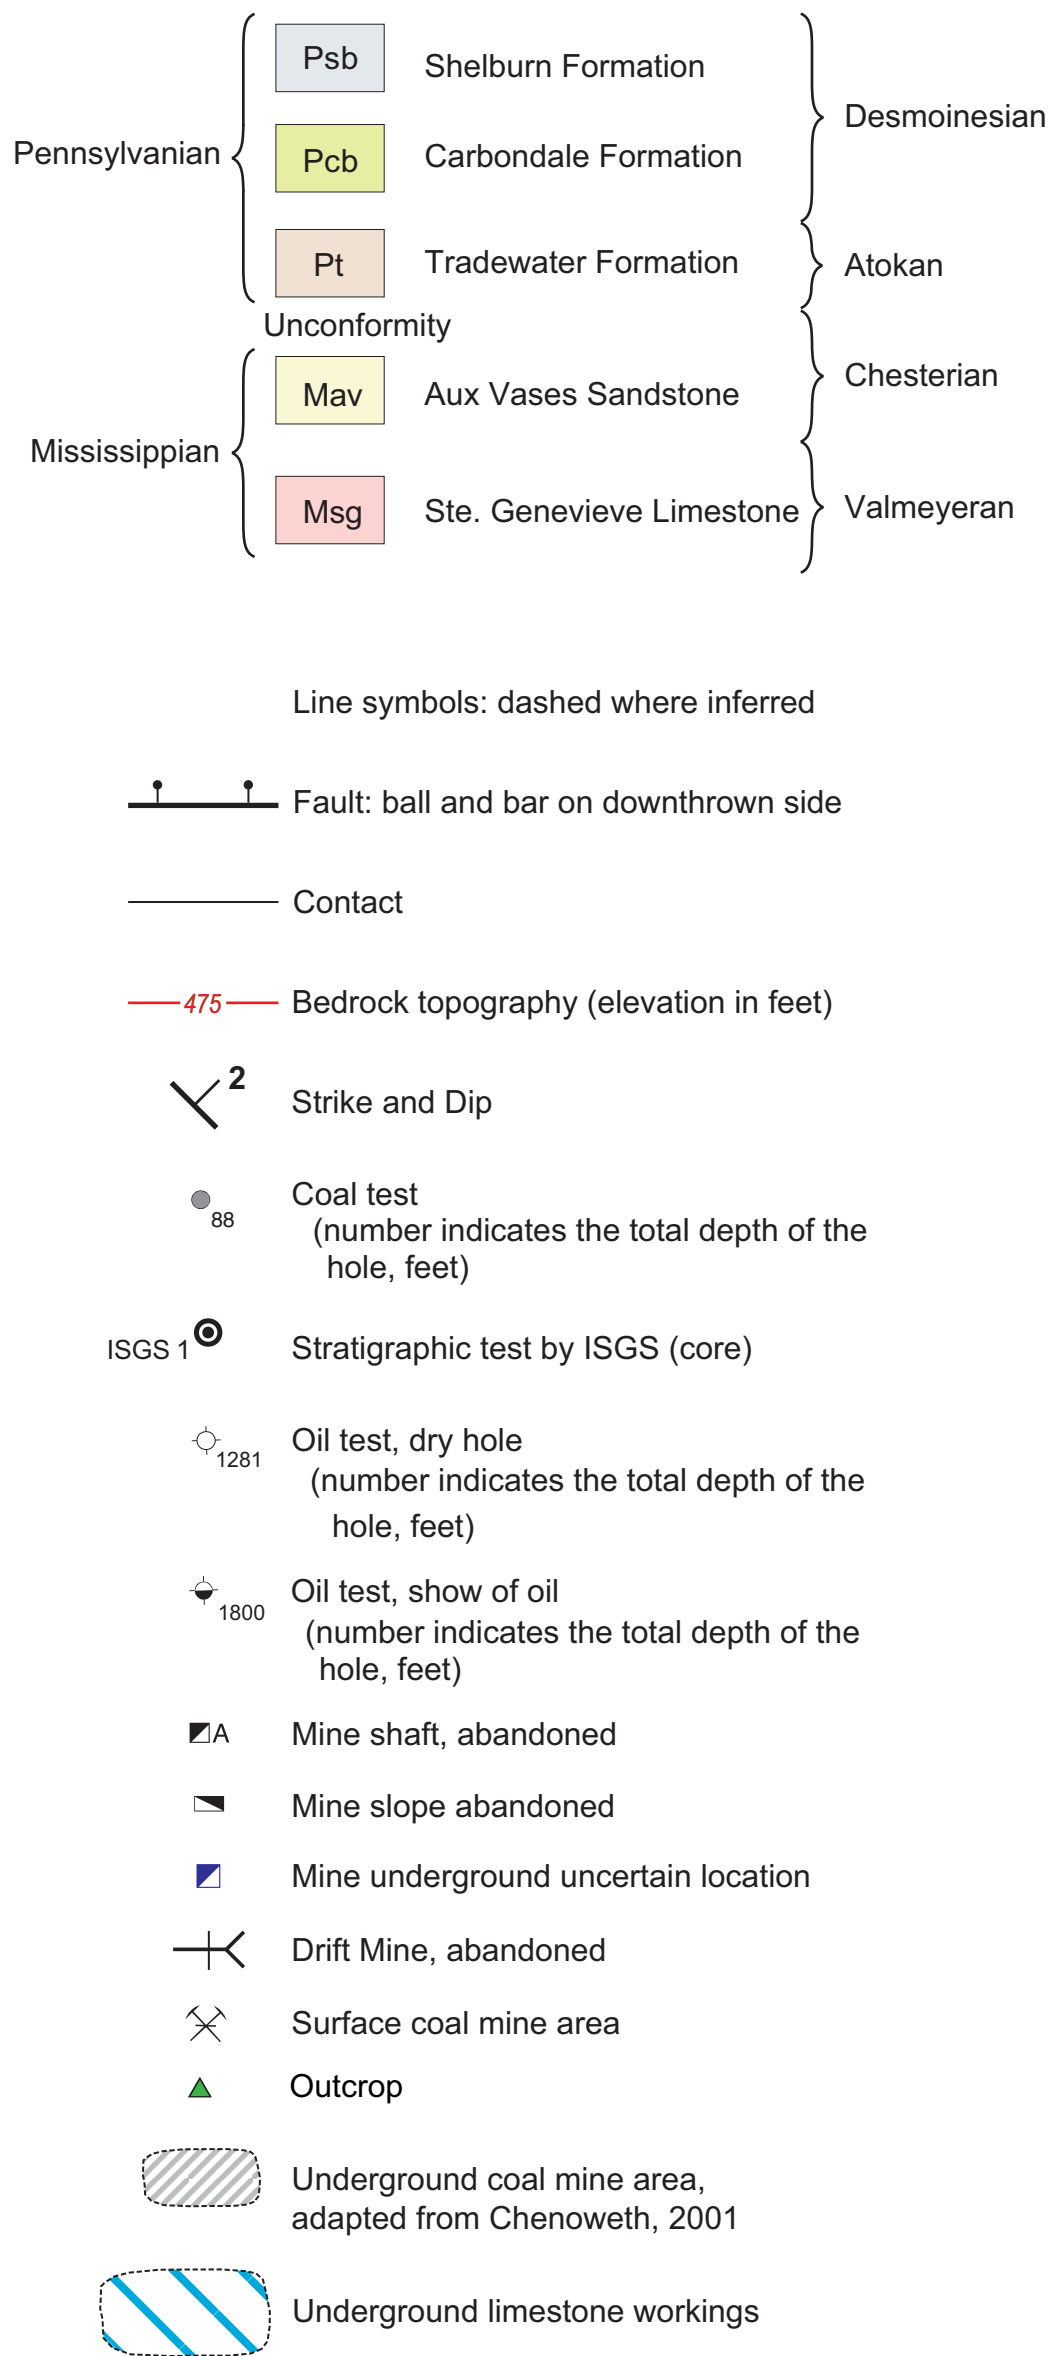 Psb
Shelburn Formation
Desmoinesian
Pennsylvanian
Pcb
Carbondale Formation
Pt
Tradewater Formation
Atokan
Unconformity
Mav
Aux Vases Sandstone
Chesterian
Mississippian
Msg
Ste. Genevieve Limestone
Valmeyeran
Line symbols: dashed where inferred
Fault: ball and bar on downthrown side
Contact
475
Bedrock topography (elevation in feet)
2
Strike and Dip
88
Coal test
(number indicates the total depth of the
hole, feet)
ISGS 1
Stratigraphic test by ISGS (core)
1281
Oil test, dry hole
(number indicates the total depth of the
hole, feet)
1800
Oil test, show of oil
(number indicates the total depth of the
hole, feet)
A
Mine shaft, abandoned
Mine slope abandoned
Mine underground uncertain location
Drift Mine, abandoned
Surface coal mine area
Outcrop
Underground coal mine area,
adapted from Chenoweth, 2001
Underground limestone workings